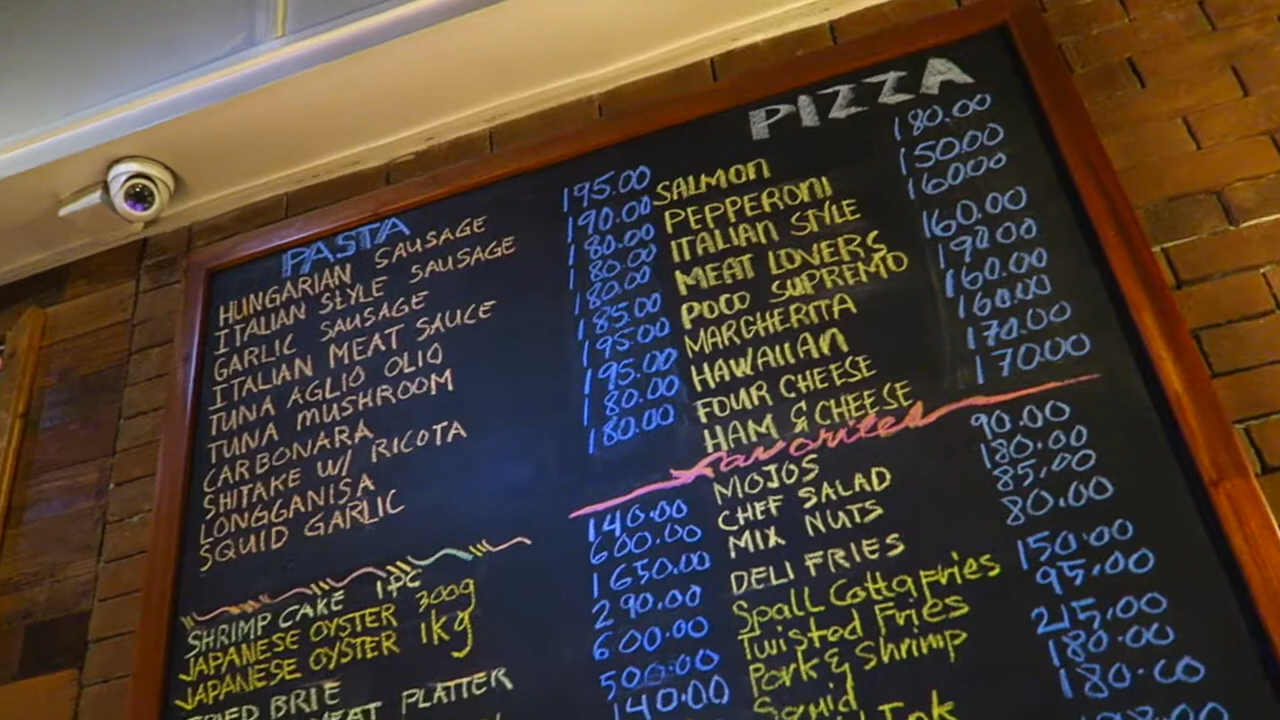 PASTA
HUNGARIAN SAUSAGE 195.00
ITALIAN STYLE SAUSAGE 190.00
GARLIC SAUSAGE 180.00
ITALIAN MEAT SAUCE 180.00
TUNA AGLIO OLIO 180.00
TUNA MUSHROOM 185.00
CARBONARA 195.00
SHITAKE W/ RICOTA 195.00
LONGGANISA 180.00
SQUID GARLIC 180.00
SHRIMP CAKE 1PC 140.00
JAPANESE OYSTER 300g 600.00
JAPANESE OYSTER 1Kg 1650.00
FRIED BRIE 290.00
PLATTER 600.00
500.00
140.00
PIZZA
SALMON 180.00
PEPPERONI 150.00
ITALIAN STYLE 160.00
MEAT LOVERS 160.00
POCO SUPREMO 190.00
MARGHERITA 160.00
HAWAIIAN 160.00
FOUR CHEESE 170.00
HAM & CHEESE 170.00
favorites
MOJOS 90.00
CHEF SALAD 180.00
MIX NUTS 85.00
DELI FRIES 80.00
Spall Cotta Fries 150.00
Twisted Fries 95.00
Pork & Shrimp 215.00
Squid 180.00
Ink 180.00